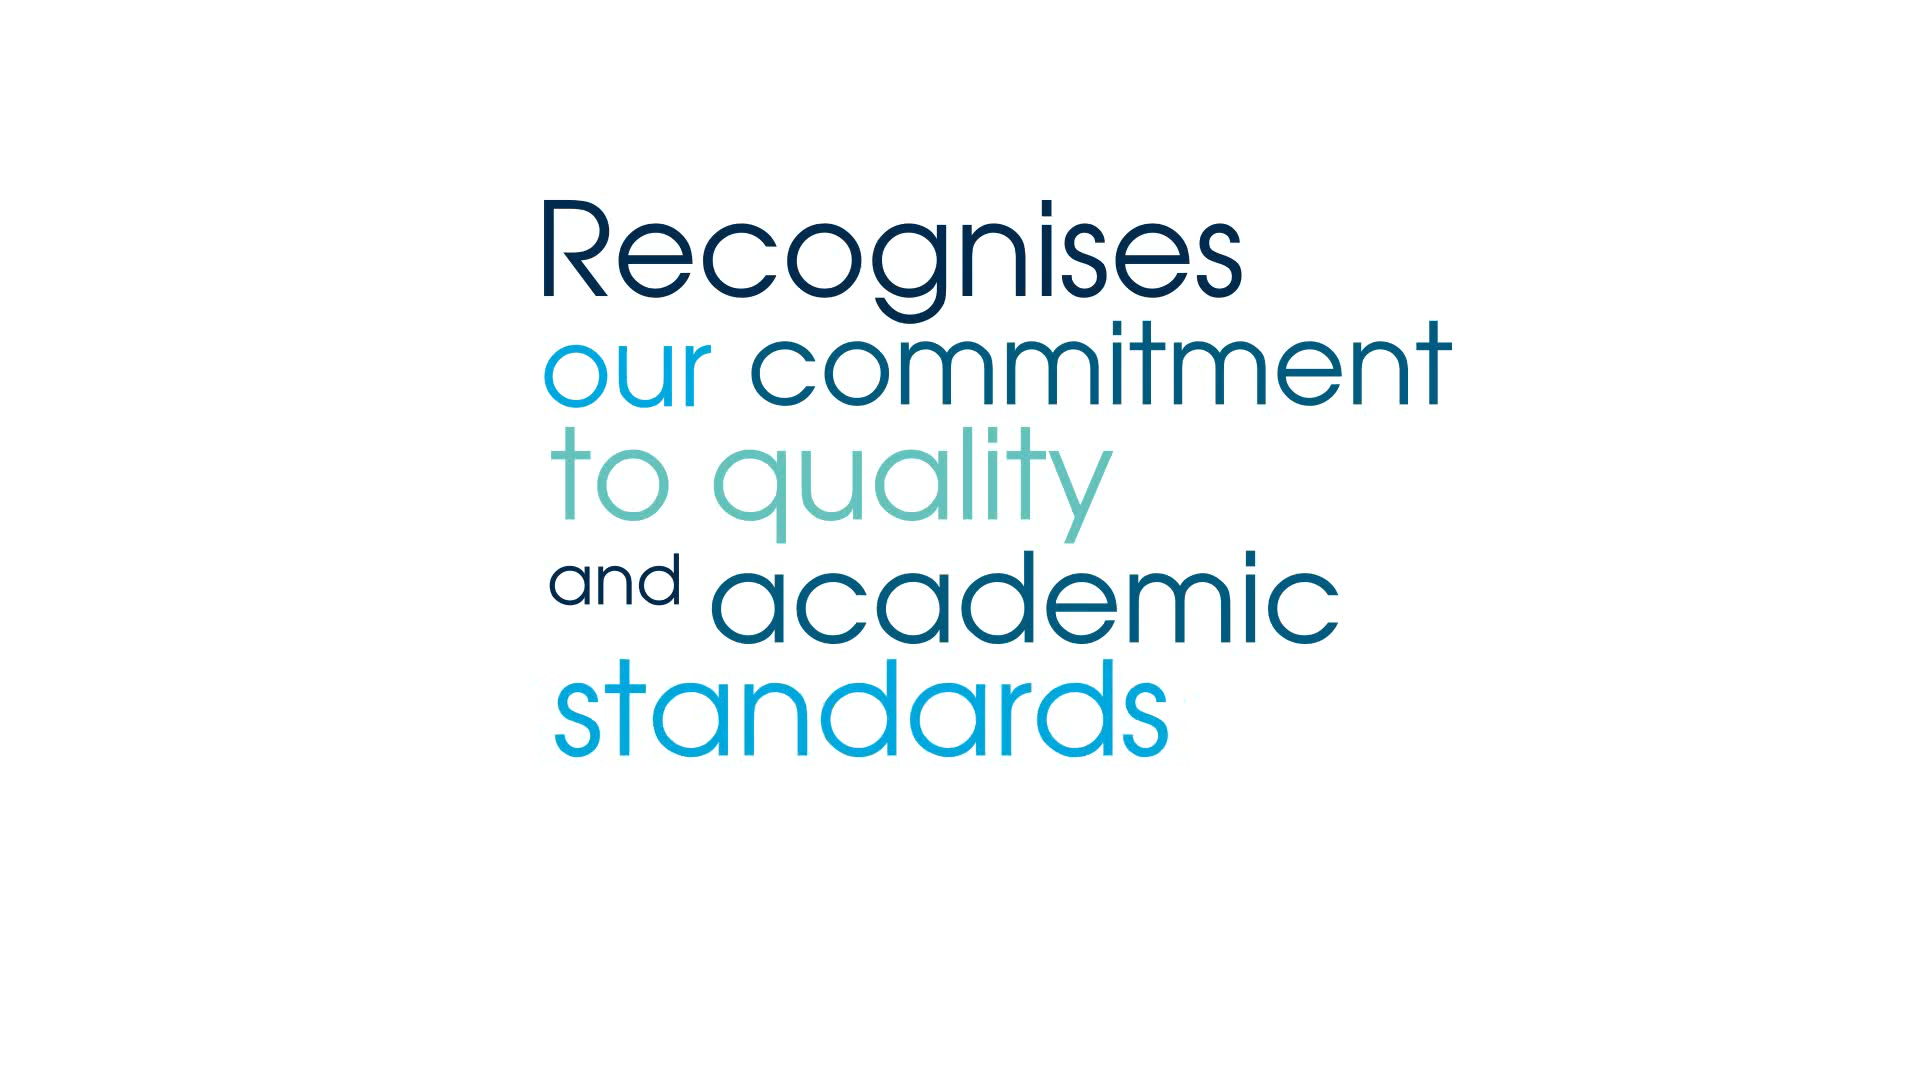 Recognises
our commitment
to quality
and academic
standards